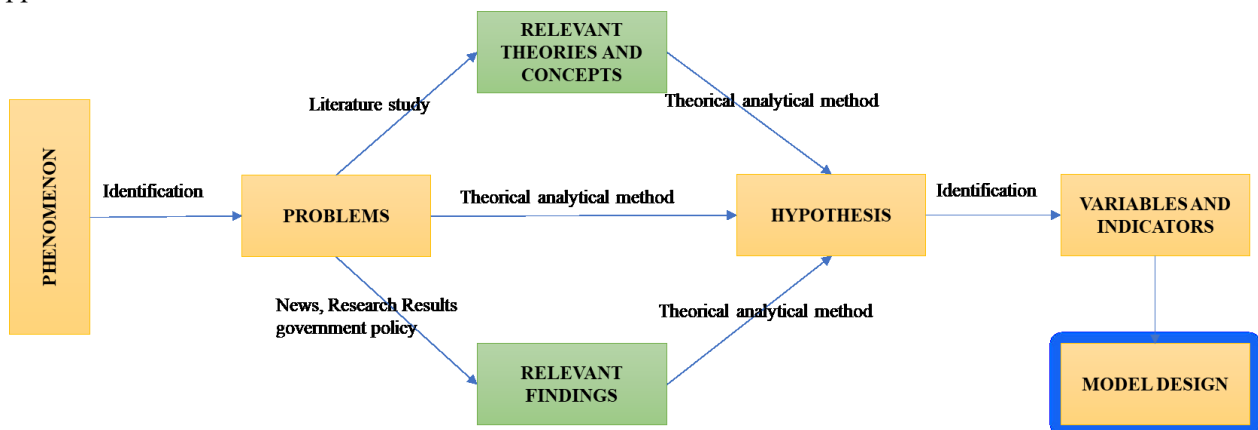 RELEVANT
THEORIES AND
CONCEPTS
Literature study
Theorical analytical method
PHENOMENON
Identification
PROBLEMS
Theorical analytical method
HYPOTHESIS
Identification
VARIABLES AND
INDICATORS
News, Research Results
government policy
Theorical analytical method
RELEVANT
FINDINGS
MODEL DESIGN